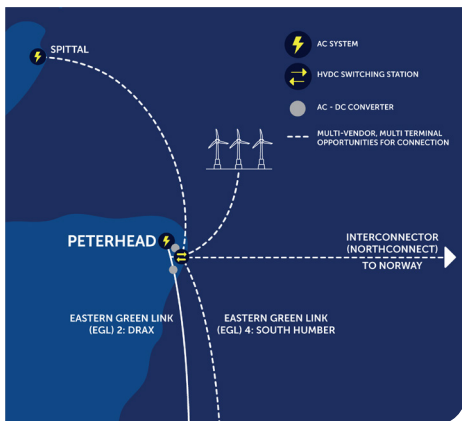 SPITTAL
AC SYSTEM
HVDC SWITCHING STATION
AC - DC CONVERTER
MULTI-VENDOR, MULTI TERMINAL
OPPORTUNITIES FOR CONNECTION
PETERHEAD
INTERCONNECTOR
(NORTHCONNECT)
TO NORWAY
EASTERN GREEN LINK
(EGL) 2: DRAX
EASTERN GREEN LINK
(EGL) 4: SOUTH HUMBER